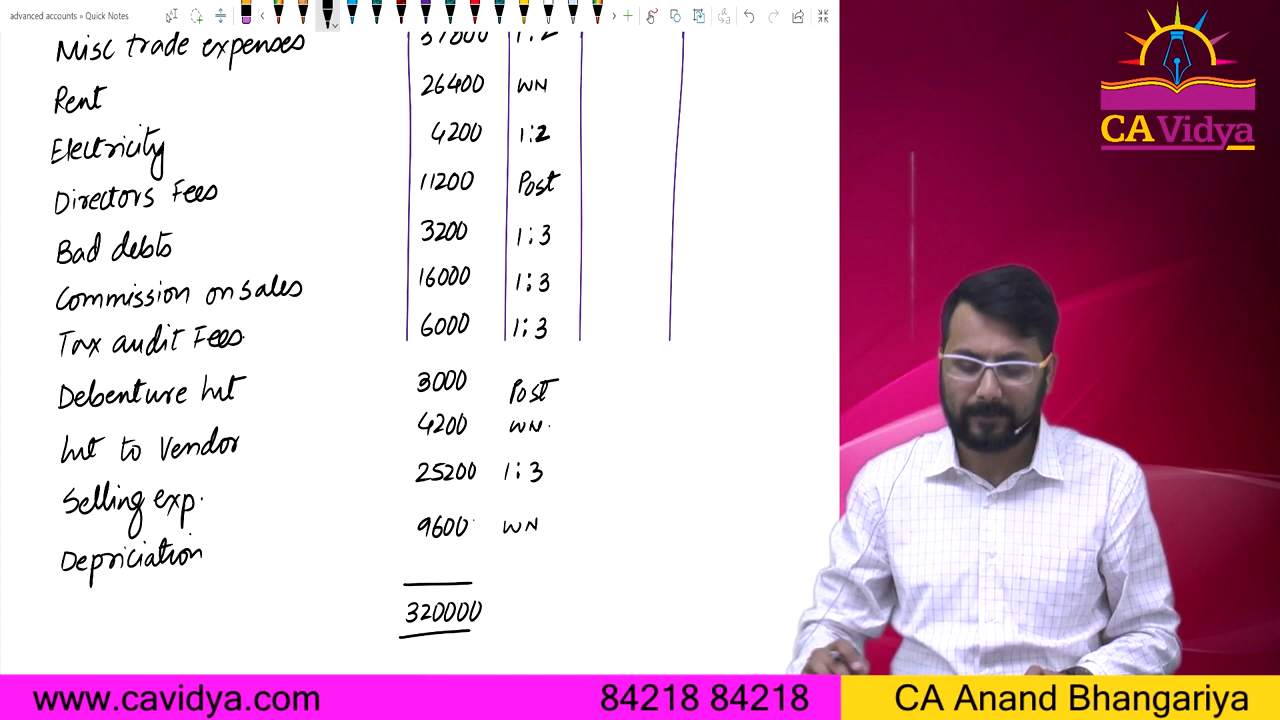 advanced accounts » Quick Notes
Misc trade expenses 1:2
Rent 26400 WN
Electricity 4200 1:2
Directors Fees 11200 Post
Bad debts 3200 1:3
Commission on sales 16000 1:3
Tax audit Fees 6000 1:3
Debenture Int 3000 Post
Int to Vendor 4200 WN.
Selling exp. 25200 1:3
Depriciation 9600 WN
320000
CA Vidya
www.cavidya.com 84218 84218 CA Anand Bhangariya